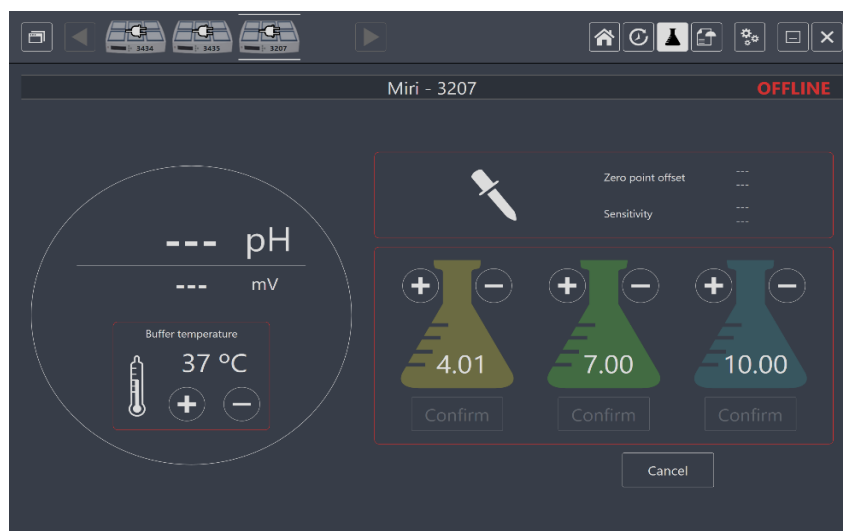 3434 3435 3207
Miri - 3207
OFFLINE
--- pH
--- mV
Buffer temperature
37 ºC
Zero point offset
---
---
Sensitivity
---
---
4.01 7.00 10.00
Confirm Confirm Confirm
Cancel